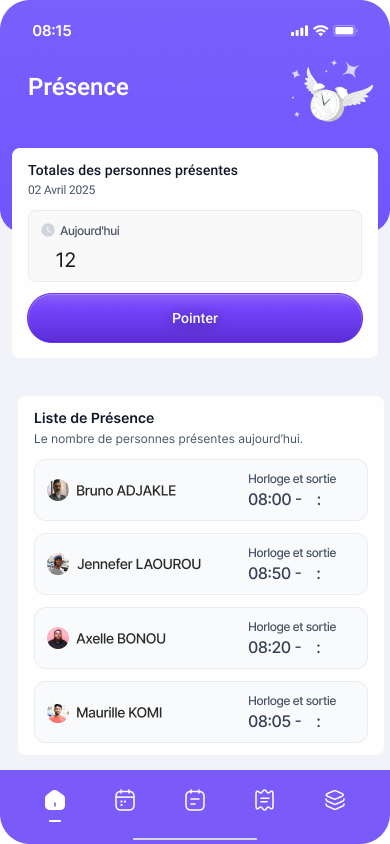 08:15
Présence
Totales des personnes présentes
02 Avril 2025
Aujourd'hui
12
Pointer
Liste de Présence
Le nombre de personnes présentes aujourd'hui.
Bruno ADJAKLE
Horloge et sortie
08:00 - :
Jennefer LAOUROU
Horloge et sortie
08:50 - :
Axelle BONOU
Horloge et sortie
08:20 - :
Maurille KOMI
Horloge et sortie
08:05 - :